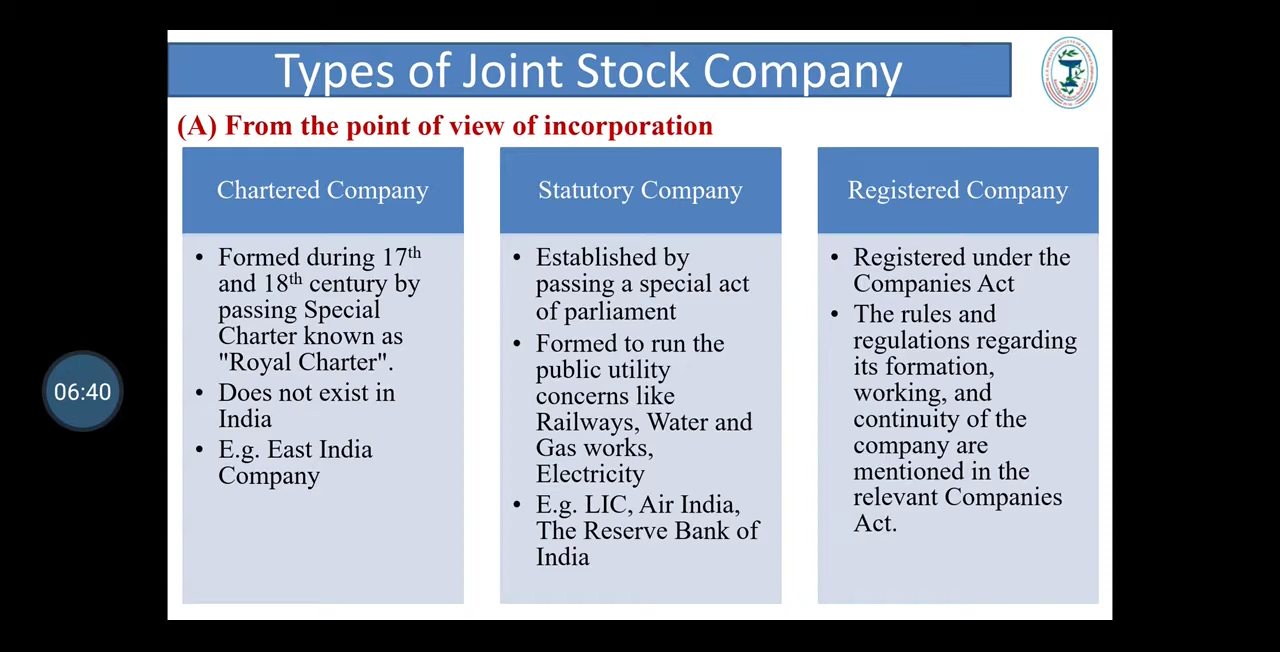 Types of Joint Stock Company
(A) From the point of view of incorporation
Chartered Company
• Formed during 17th
and 18th century by
passing Special
Charter known as
"Royal Charter".
• Does not exist in
India
• E.g. East India
Company
Statutory Company
• Established by
passing a special act
of parliament
• Formed to run the
public utility
concerns like
Railways, Water and
Gas works,
Electricity
• E.g. LIC, Air India,
The Reserve Bank of
India
Registered Company
• Registered under the
Companies Act
• The rules and
regulations regarding
its formation,
working, and
continuity of the
company are
mentioned in the
relevant Companies
Act.
06:40